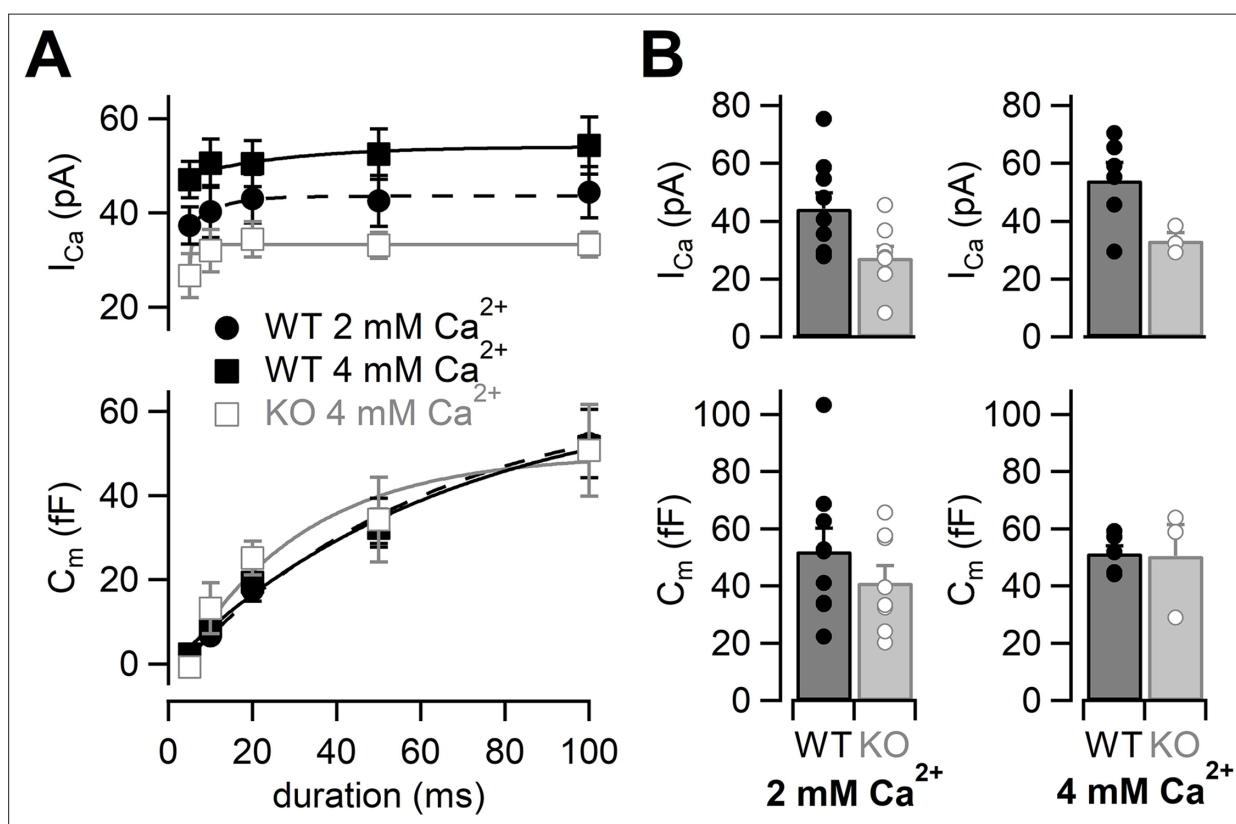 A
60
40
20
I_Ca (pA)
WT 2 mM Ca²⁺
WT 4 mM Ca²⁺
KO 4 mM Ca²⁺
60
40
20
0
C_m (fF)
0 20 40 60 80 100
duration (ms)
B
80
60
40
20
0
I_Ca (pA)
80
60
40
20
0
I_Ca (pA)
100
80
60
40
20
0
C_m (fF)
WT KO
2 mM Ca²⁺
100
80
60
40
20
0
C_m (fF)
WT KO
4 mM Ca²⁺